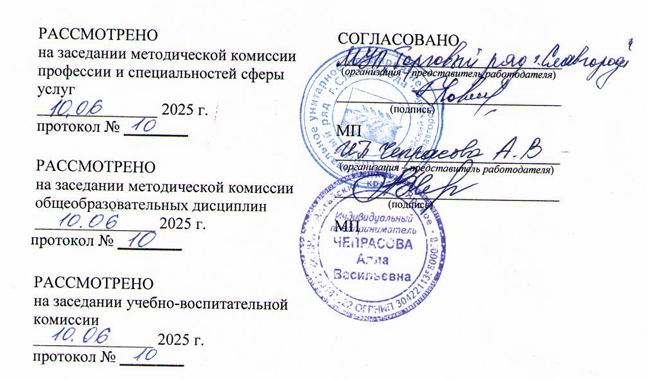 РАССМОТРЕНО
на заседании методической комиссии
профессии и специальностей сферы
услуг
10.06 2025 г.
протокол № 10
РАССМОТРЕНО
на заседании методической комиссии
общеобразовательных дисциплин
10.06 2025 г.
протокол № 10
РАССМОТРЕНО
на заседании учебно-воспитательной
комиссии
10.06 2025 г.
протокол № 10
СОГЛАСОВАНО
МУП Торговый ряд г. Славгород
(организация - представитель работодателя)
(подпись)
МП
ИП Чепрасова А.В
(организация – представитель работодателя)
(подпись)
МП
Индивидуальный
предприниматель
ЧЕПРАСОВА
Алла
Васильевна